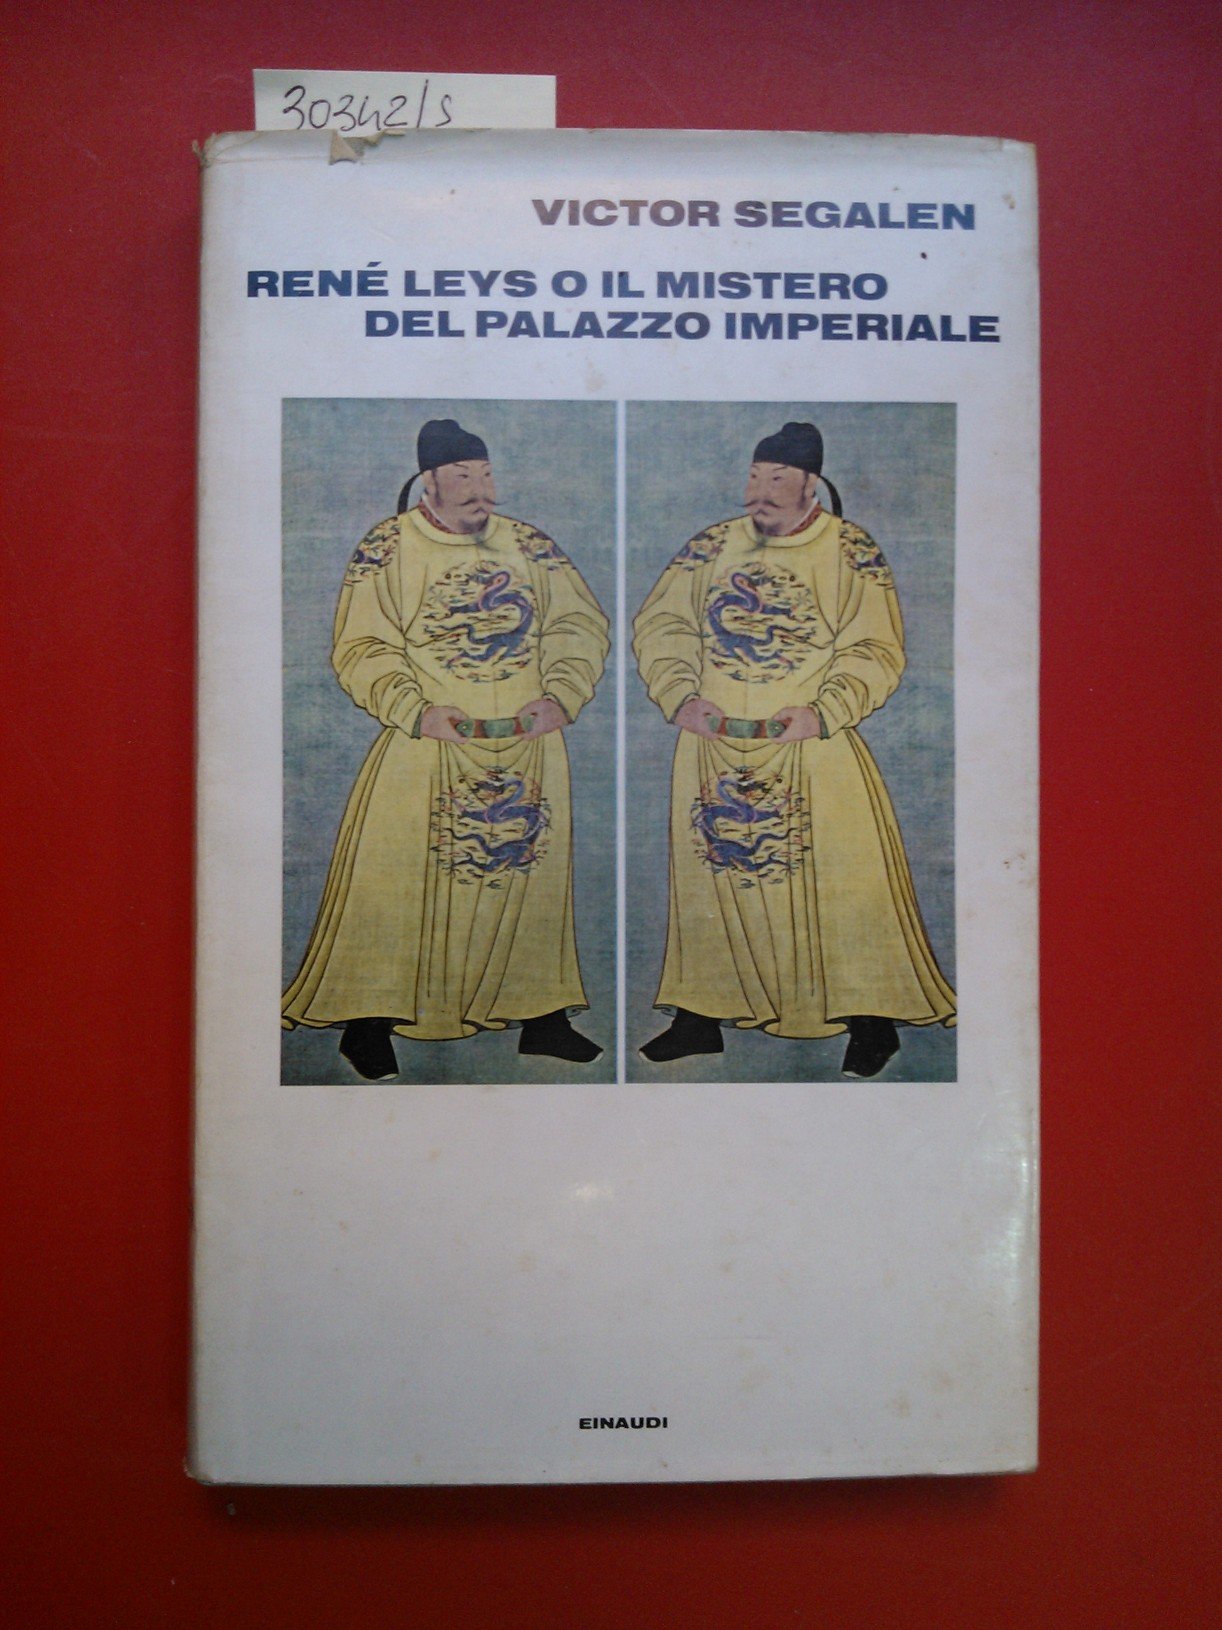 30342/s
VICTOR SEGALEN
RENÉ LEYS O IL MISTERO
DEL PALAZZO IMPERIALE
EINAUDI